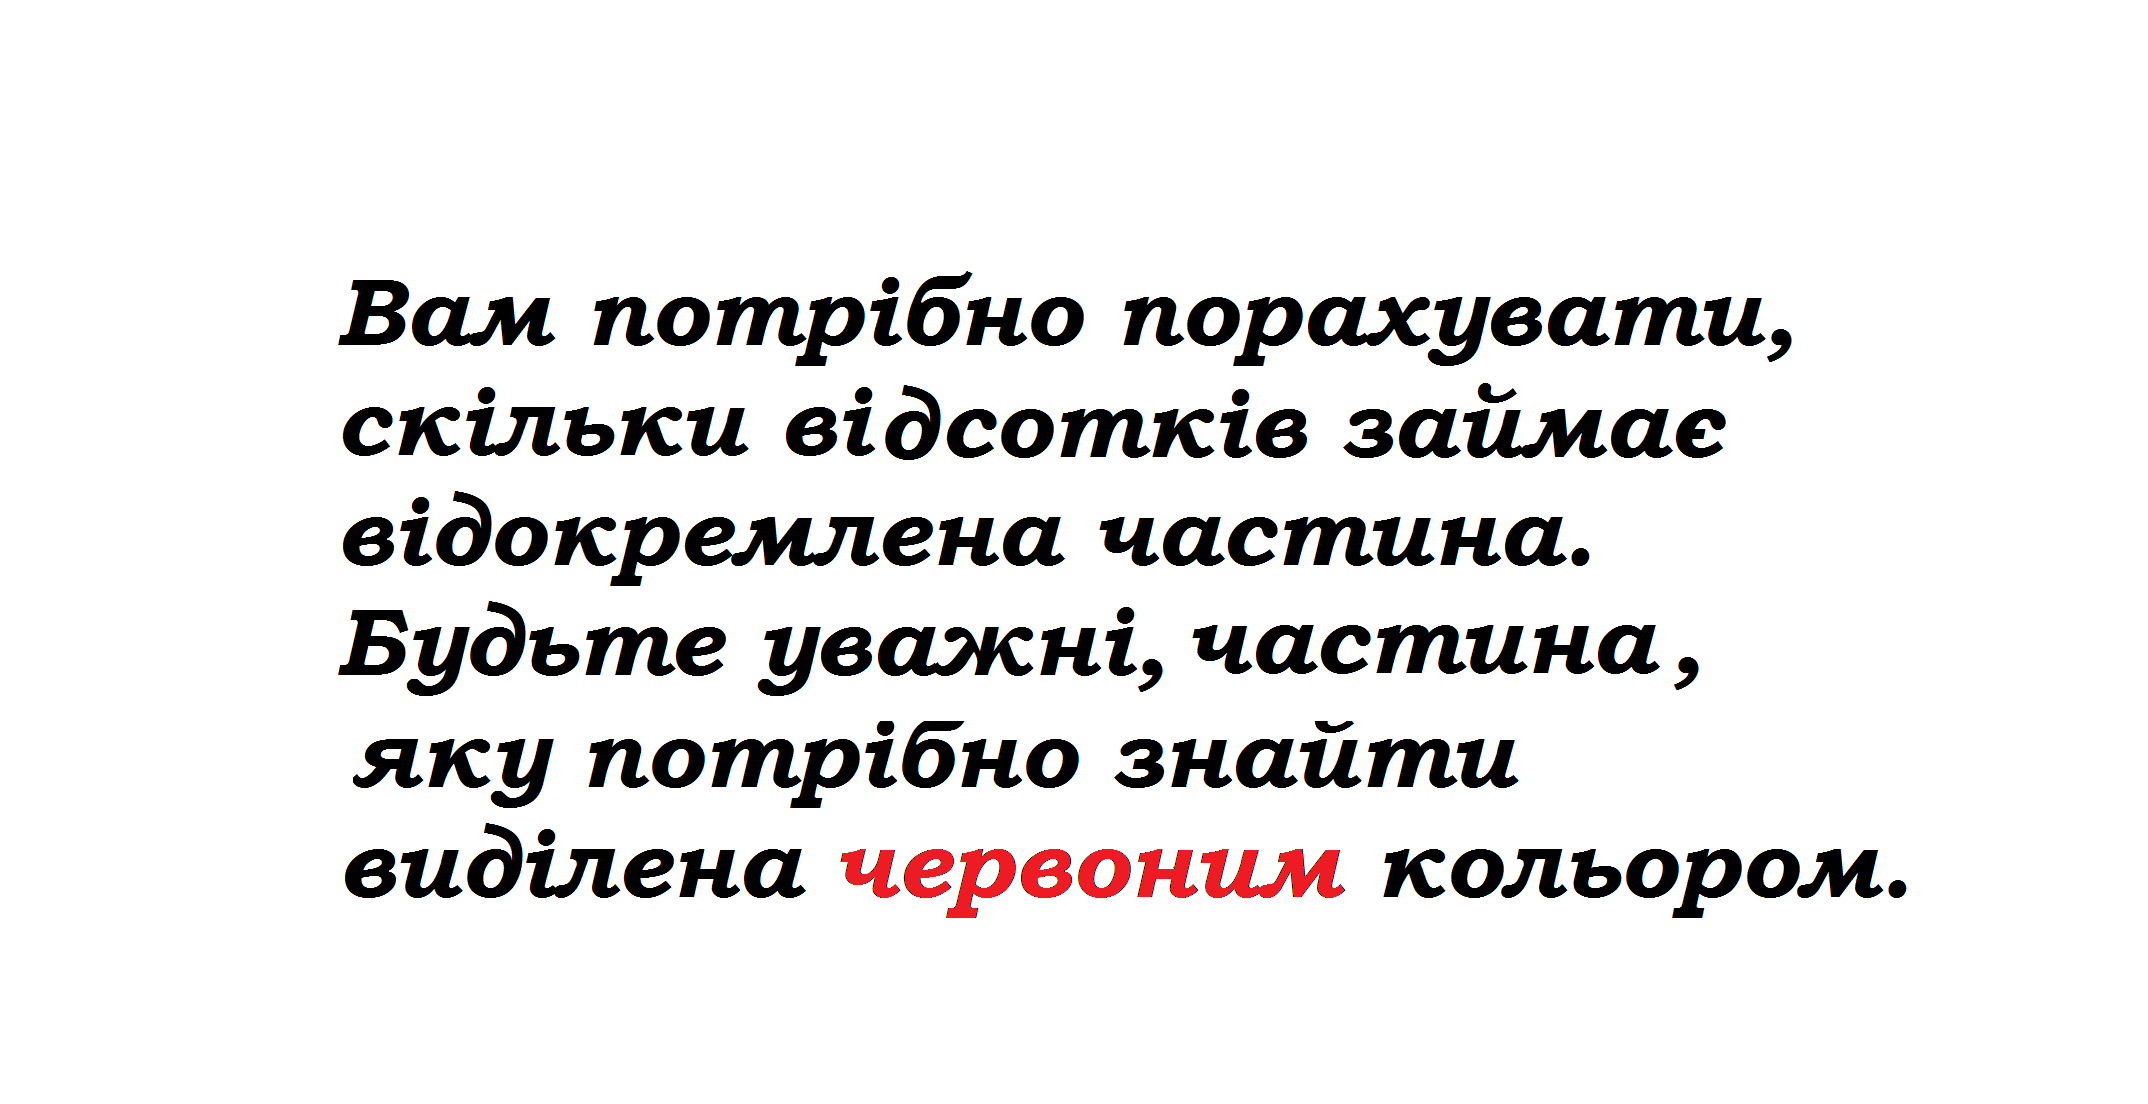 Вам потрібно порахувати,
скільки відсотків займає
відокремлена частина.
Будьте уважні, частина ,
яку потрібно знайти
виділена червоним кольором.